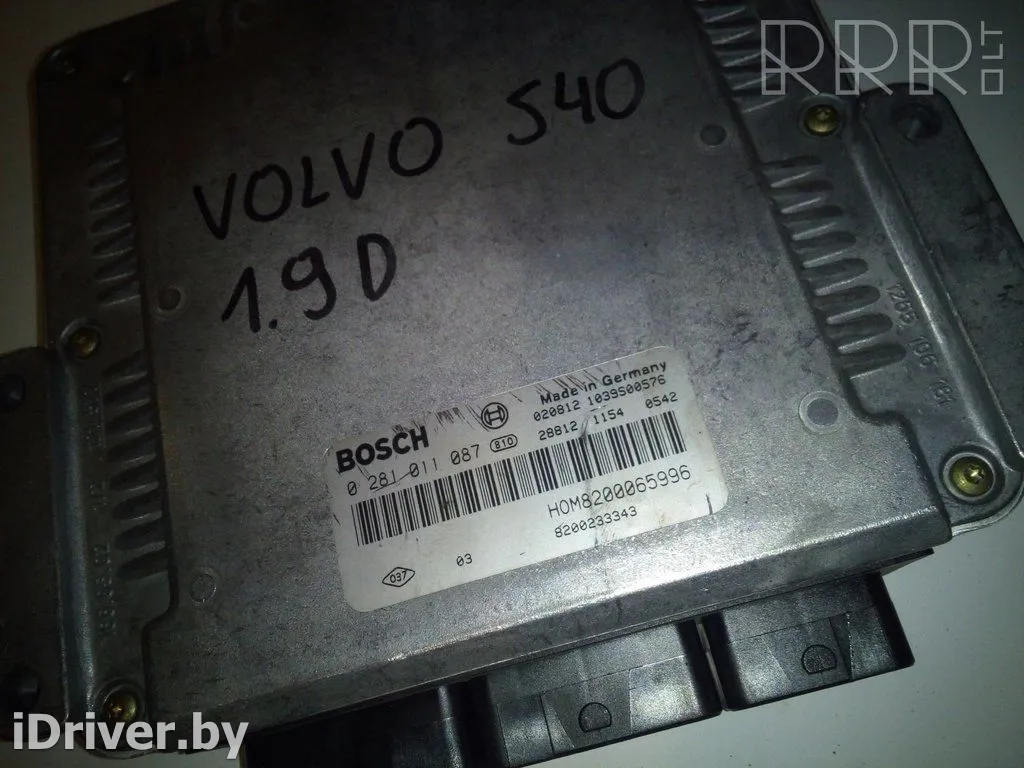 RRR.LT
VOLVO S40
1.9D
Made in Germany
BOSCH 020812 1039S00576
0 281 011 087 810 28812 1154 0542
HOM8200065996
8200233343
037 03
iDriver.by